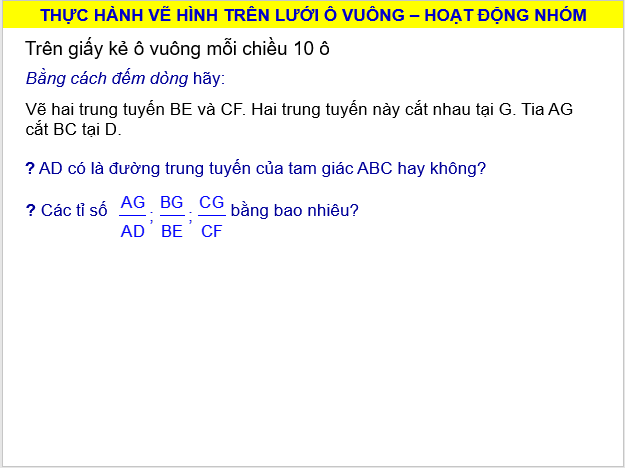 THỰC HÀNH VẼ HÌNH TRÊN LƯỚI Ô VUÔNG – HOẠT ĐỘNG NHÓM
Trên giấy kẻ ô vuông mỗi chiều 10 ô
Bằng cách đếm dòng hãy:
Vẽ hai trung tuyến BE và CF. Hai trung tuyến này cắt nhau tại G. Tia AG
cắt BC tại D.
? AD có là đường trung tuyến của tam giác ABC hay không?
? Các tỉ số AG/AD ; BG/BE ; CG/CF bằng bao nhiêu?